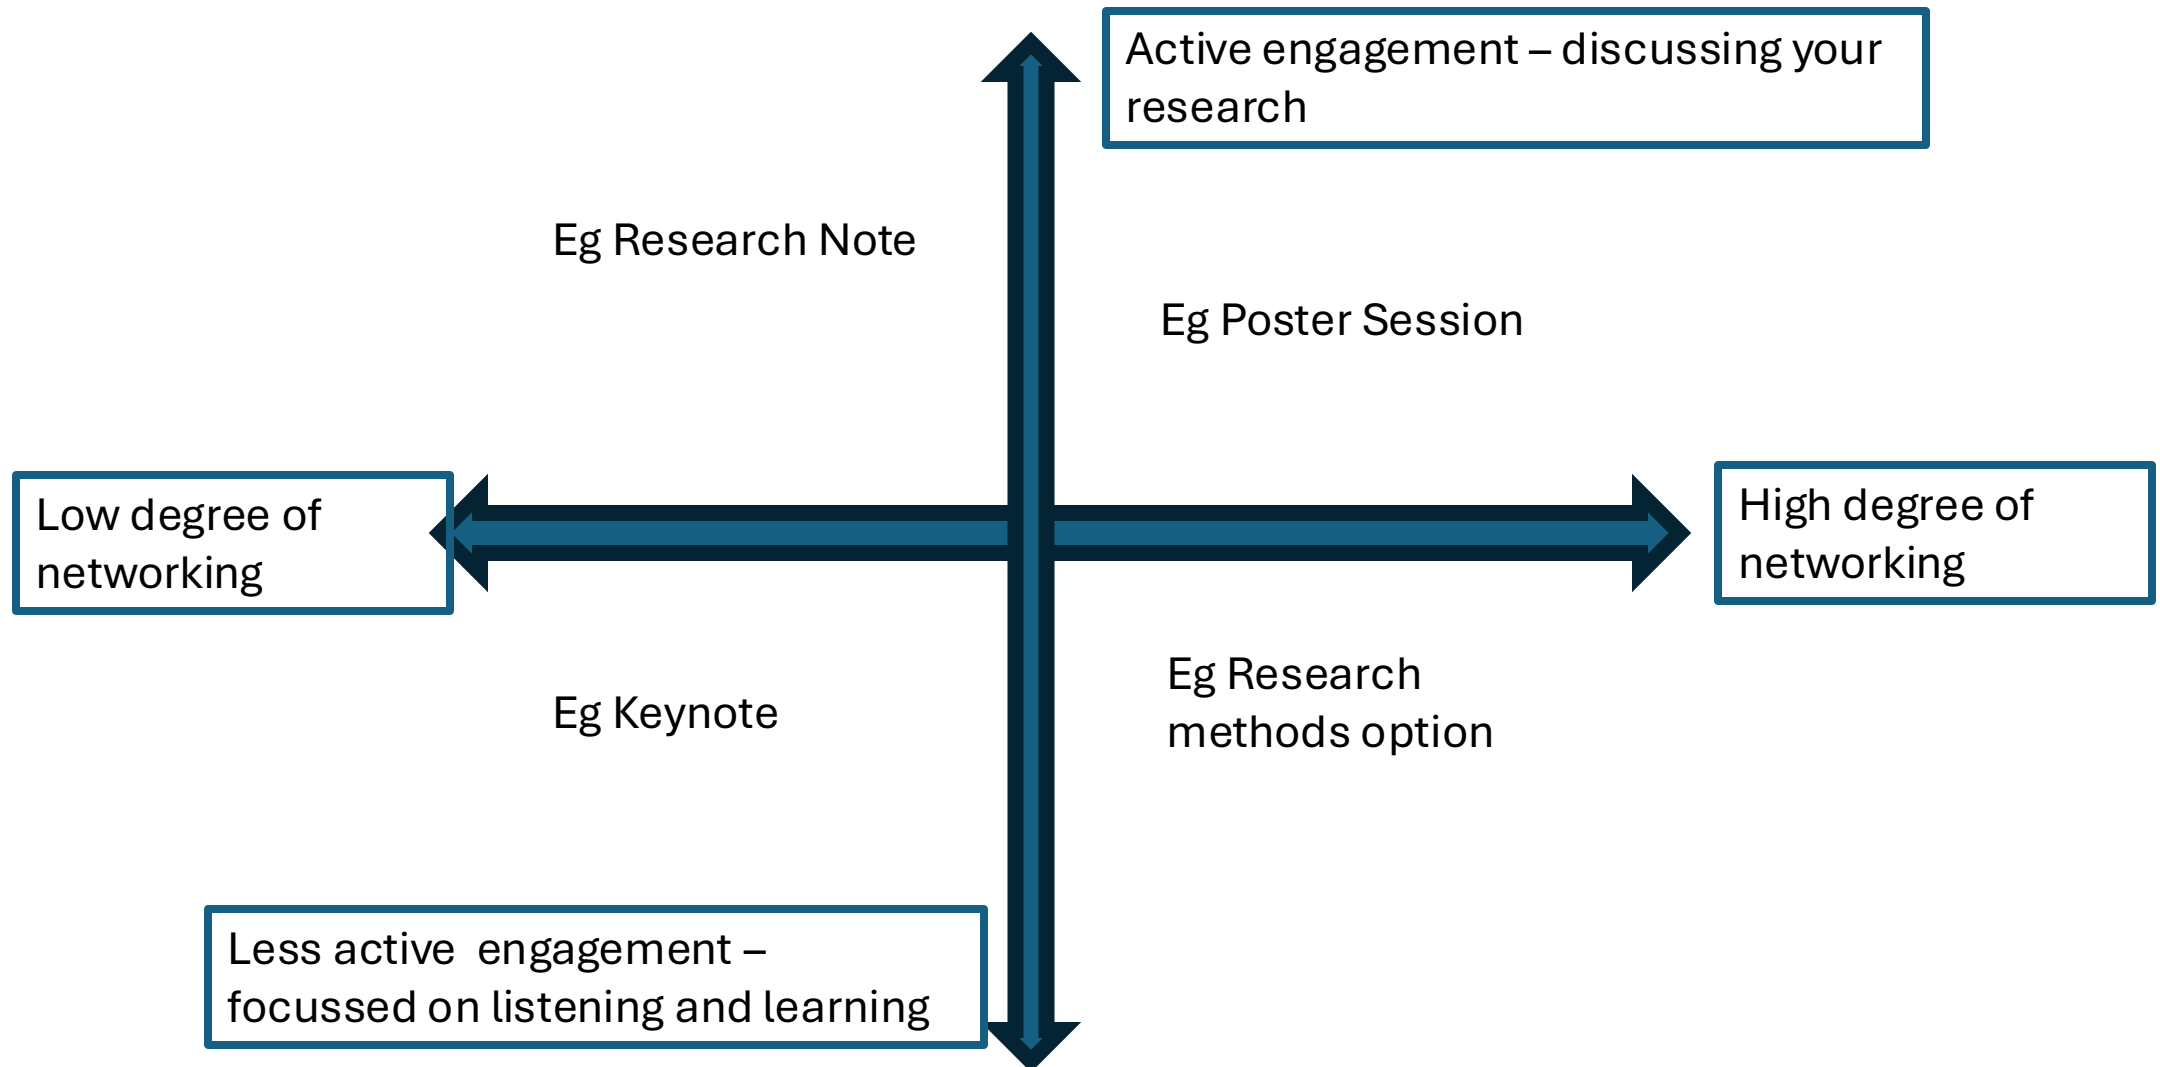 Active engagement – discussing your
research
Eg Research Note
Eg Poster Session
Low degree of
networking
High degree of
networking
Eg Keynote
Eg Research
methods option
Less active  engagement –
focussed on listening and learning